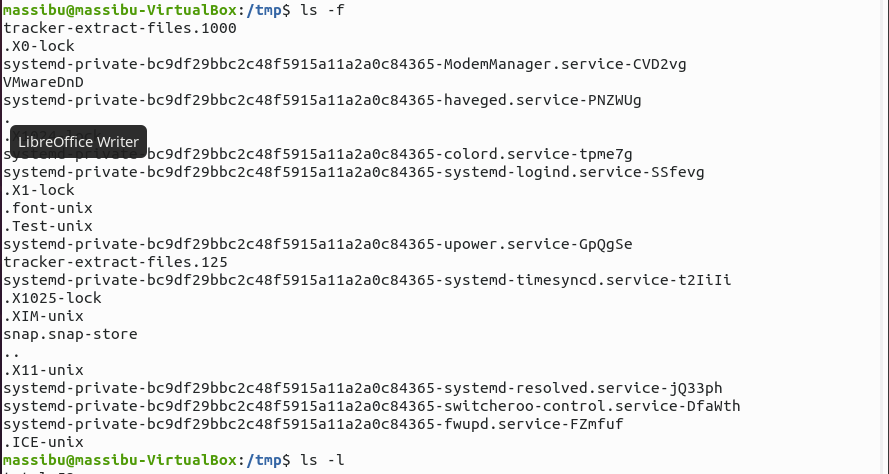 massibu@massibu-VirtualBox:/tmp$ ls -f
tracker-extract-files.1000
.X0-lock
systemd-private-bc9df29bbc2c48f5915a11a2a0c84365-ModemManager.service-CVD2vg
VMwareDnD
systemd-private-bc9df29bbc2c48f5915a11a2a0c84365-haveged.service-PNZWUg
.
LibreOffice Writer
systemd-private-bc9df29bbc2c48f5915a11a2a0c84365-colord.service-tpme7g
systemd-private-bc9df29bbc2c48f5915a11a2a0c84365-systemd-logind.service-SSfevg
.X1-lock
.font-unix
.Test-unix
systemd-private-bc9df29bbc2c48f5915a11a2a0c84365-upower.service-GpQgSe
tracker-extract-files.125
systemd-private-bc9df29bbc2c48f5915a11a2a0c84365-systemd-timesyncd.service-t2IiIi
.X1025-lock
.XIM-unix
snap.snap-store
..
.X11-unix
systemd-private-bc9df29bbc2c48f5915a11a2a0c84365-systemd-resolved.service-jQ33ph
systemd-private-bc9df29bbc2c48f5915a11a2a0c84365-switcheroo-control.service-DfaWth
systemd-private-bc9df29bbc2c48f5915a11a2a0c84365-fwupd.service-FZmfuf
.ICE-unix
massibu@massibu-VirtualBox:/tmp$ ls -l